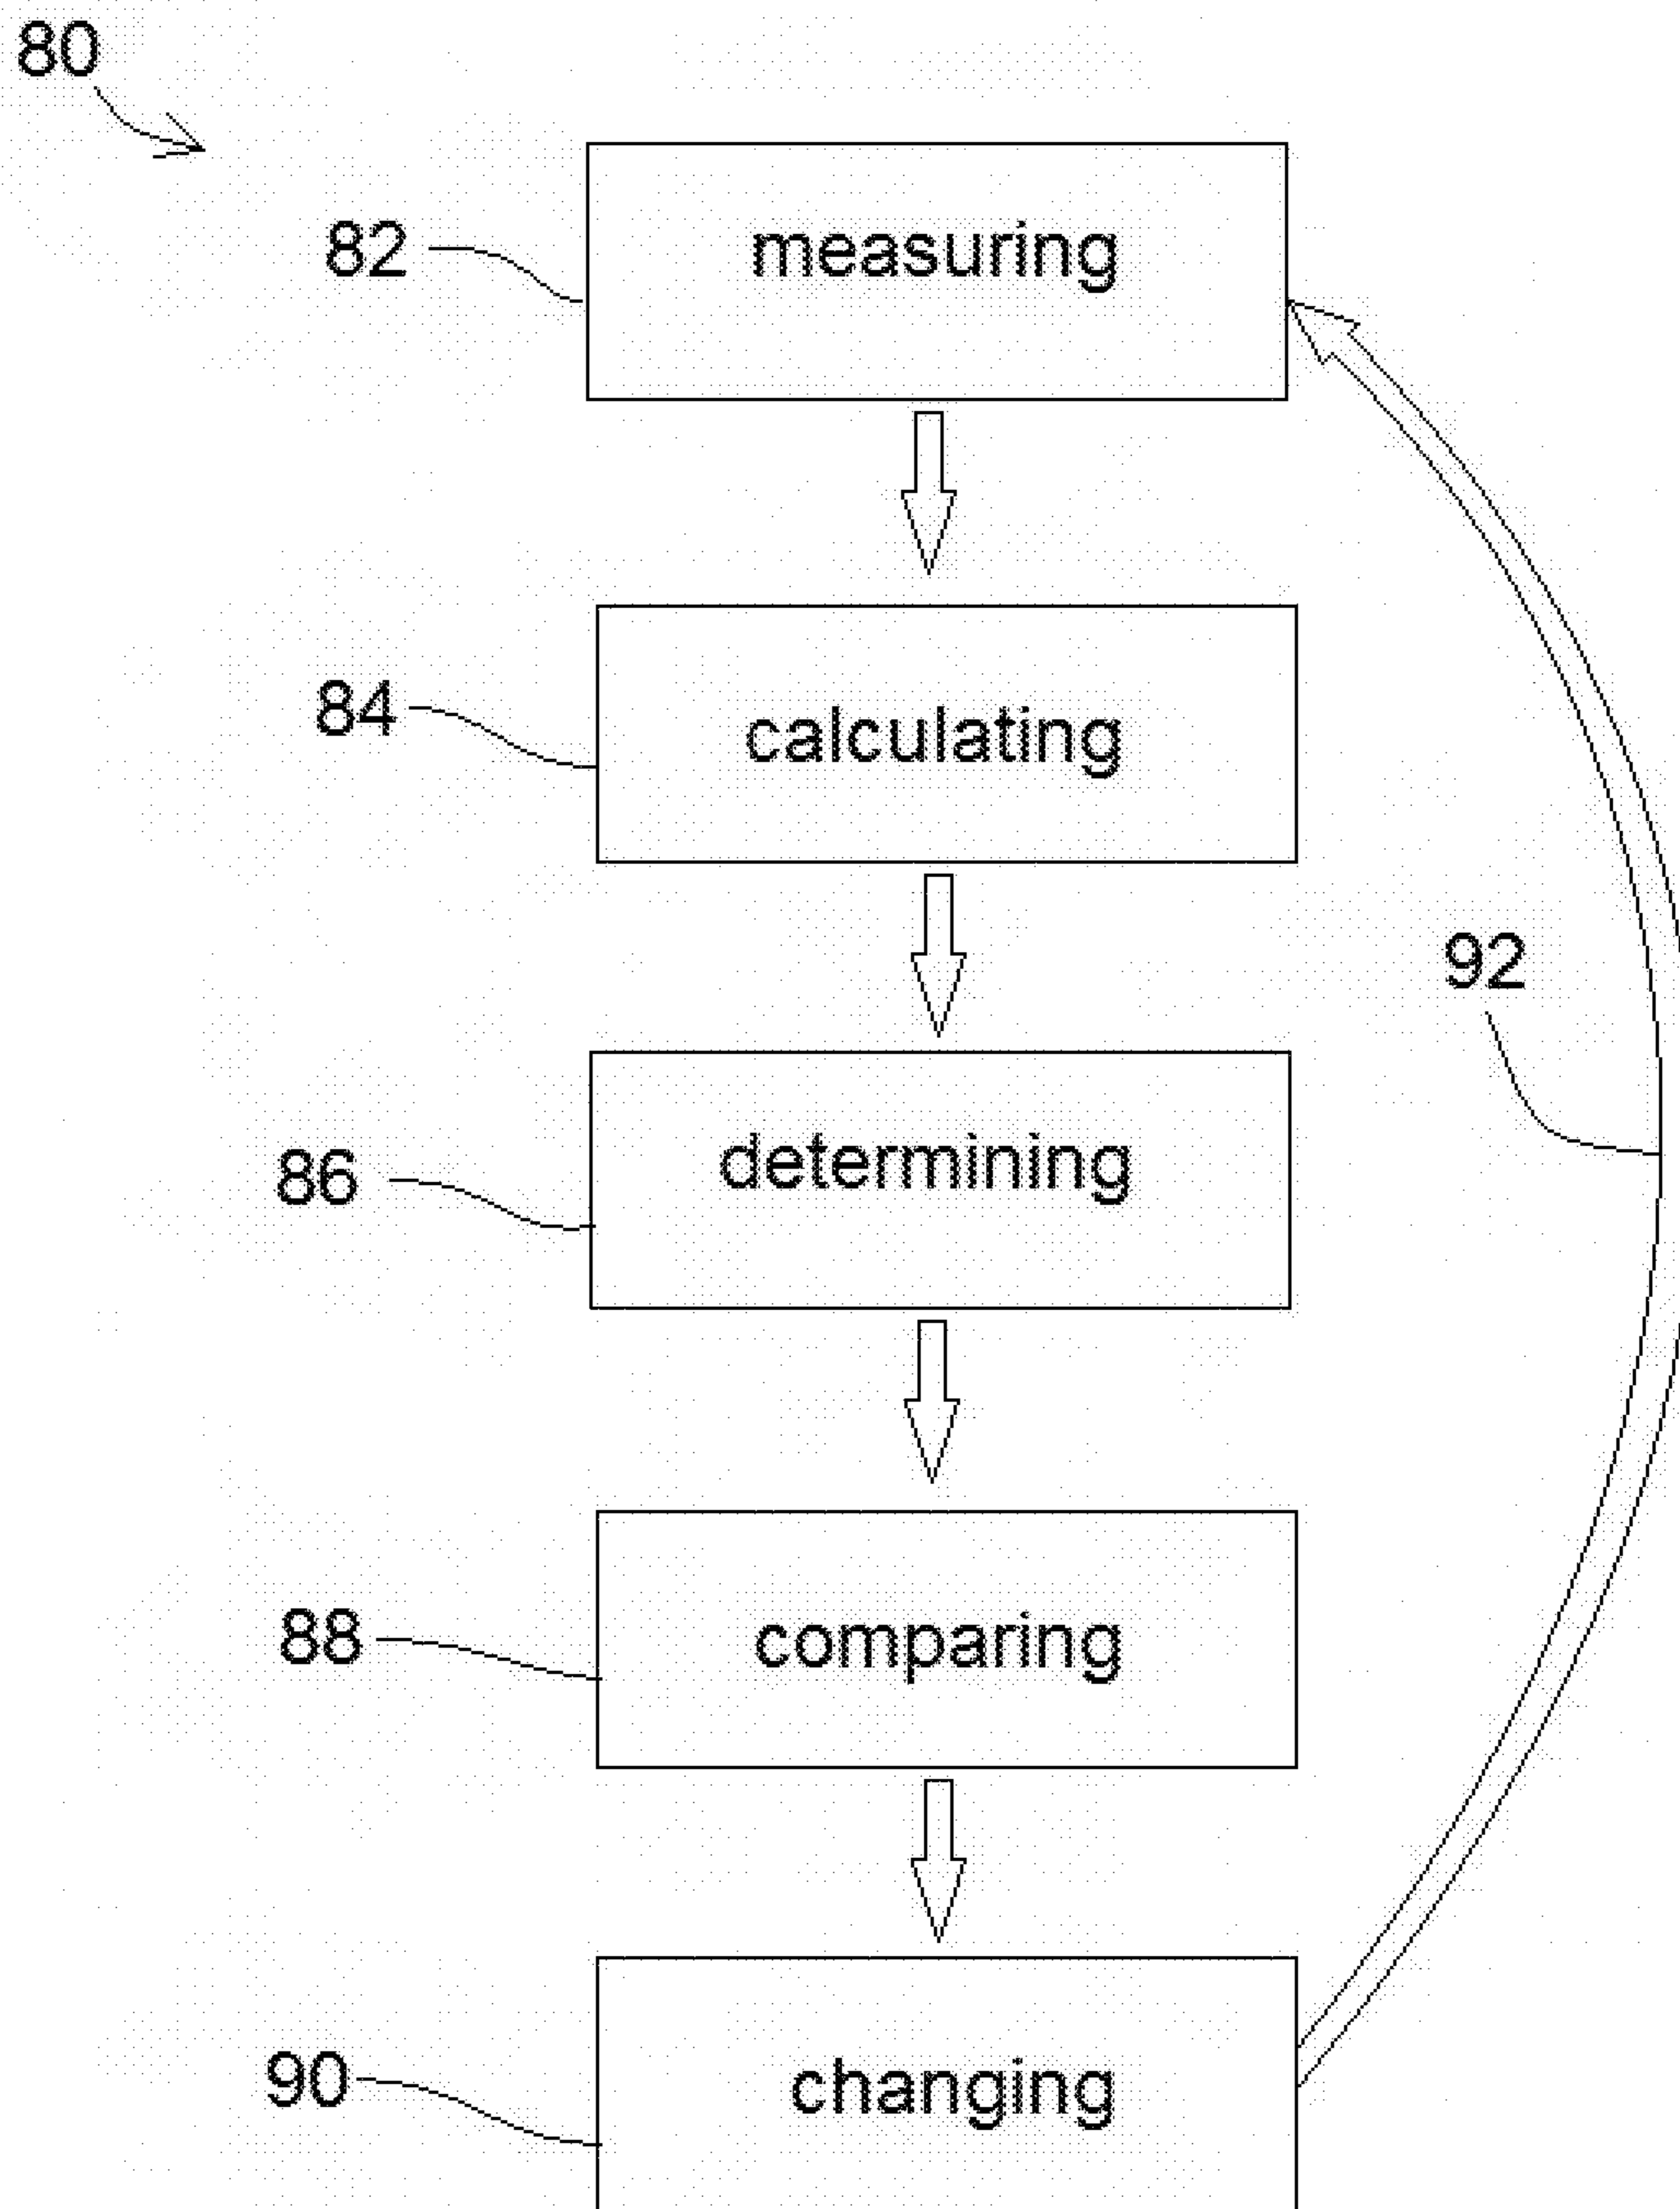 80
82 measuring
84 calculating
92
86 determining
88 comparing
90 changing